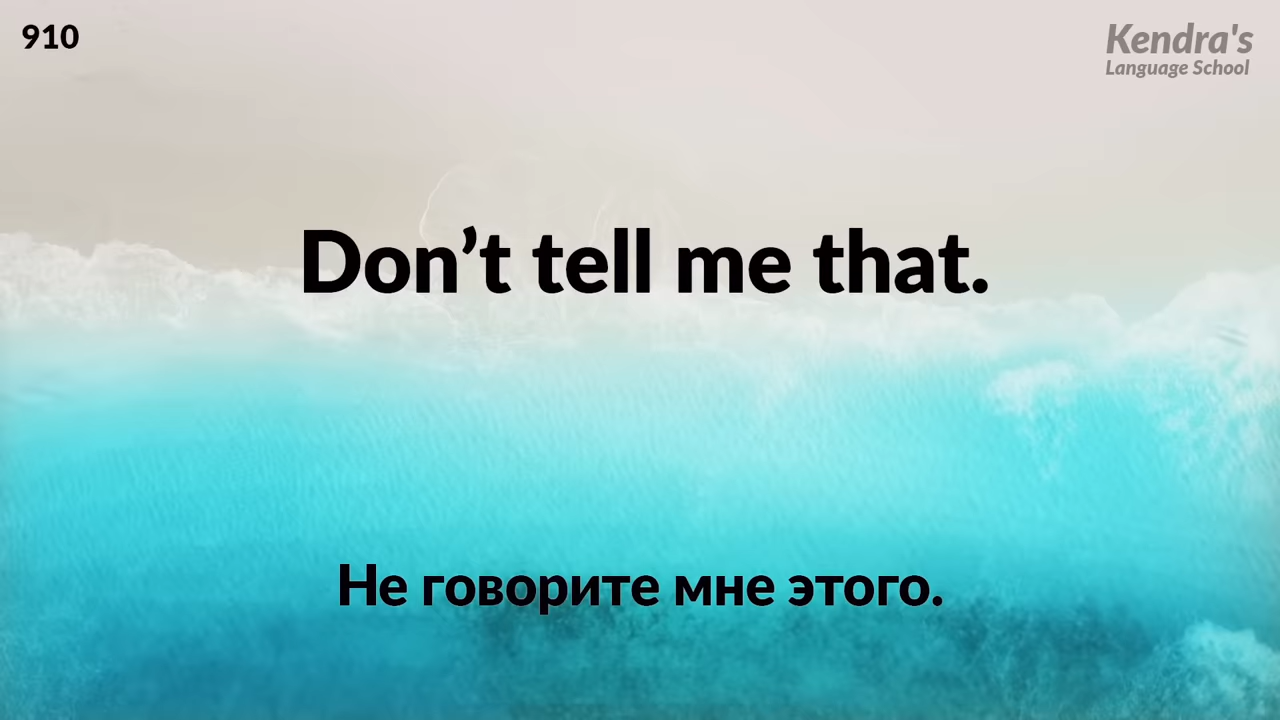 910
Kendra's
Language School
Don’t tell me that.
Не говорите мне этого.